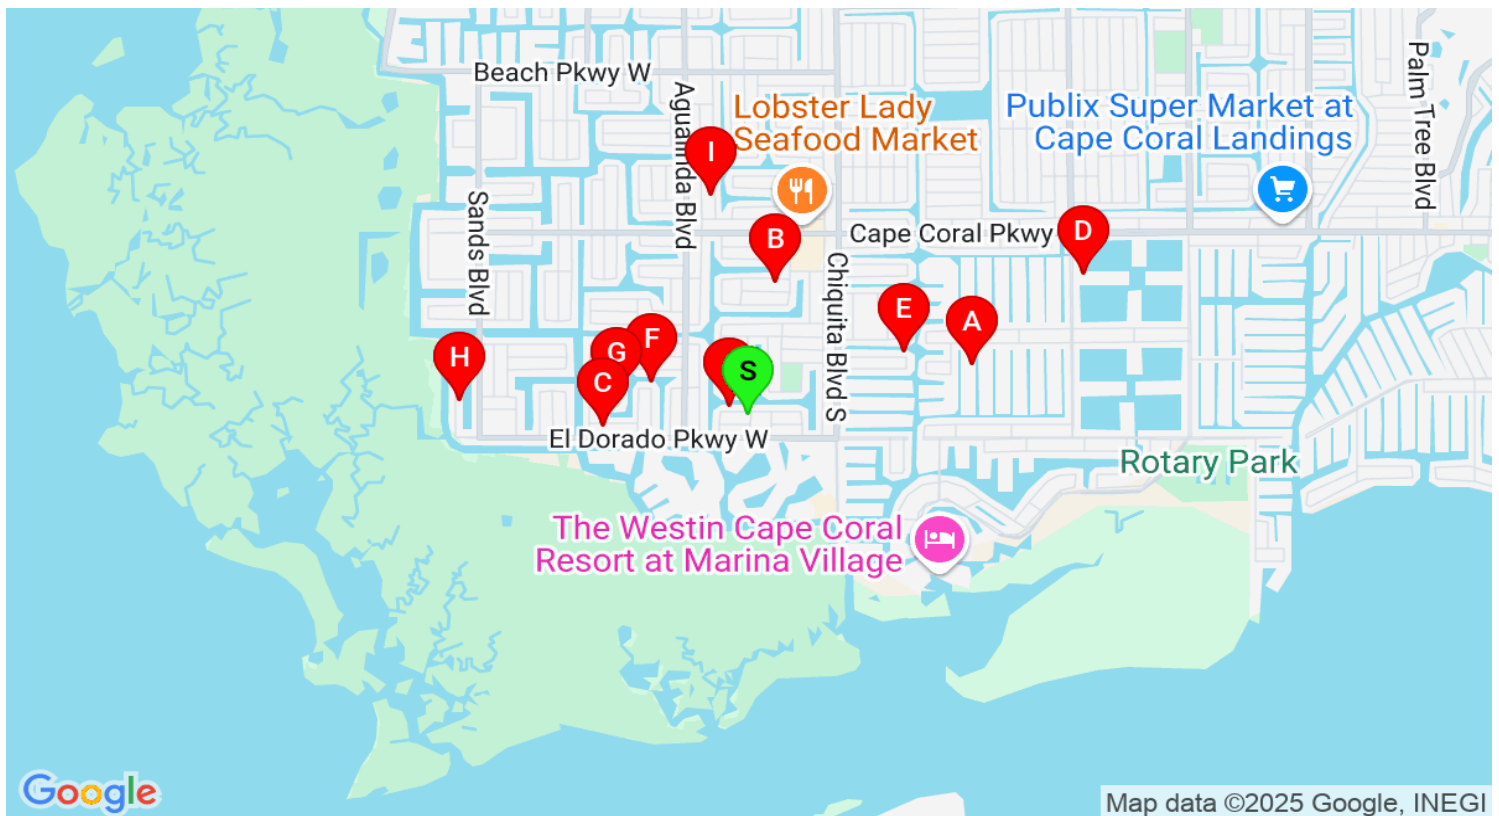 Beach Pkwy W
Palm Tree Blvd
Agualinda Blvd
Lobster Lady
Seafood Market
Publix Super Market at
Cape Coral Landings
I
Sands Blvd
B
Cape Coral Pkwy
D
Chiquita Blvd S
E
A
F
G
H
C
S
El Dorado Pkwy W
Rotary Park
The Westin Cape Coral
Resort at Marina Village
Google
Map data ©2025 Google, INEGI